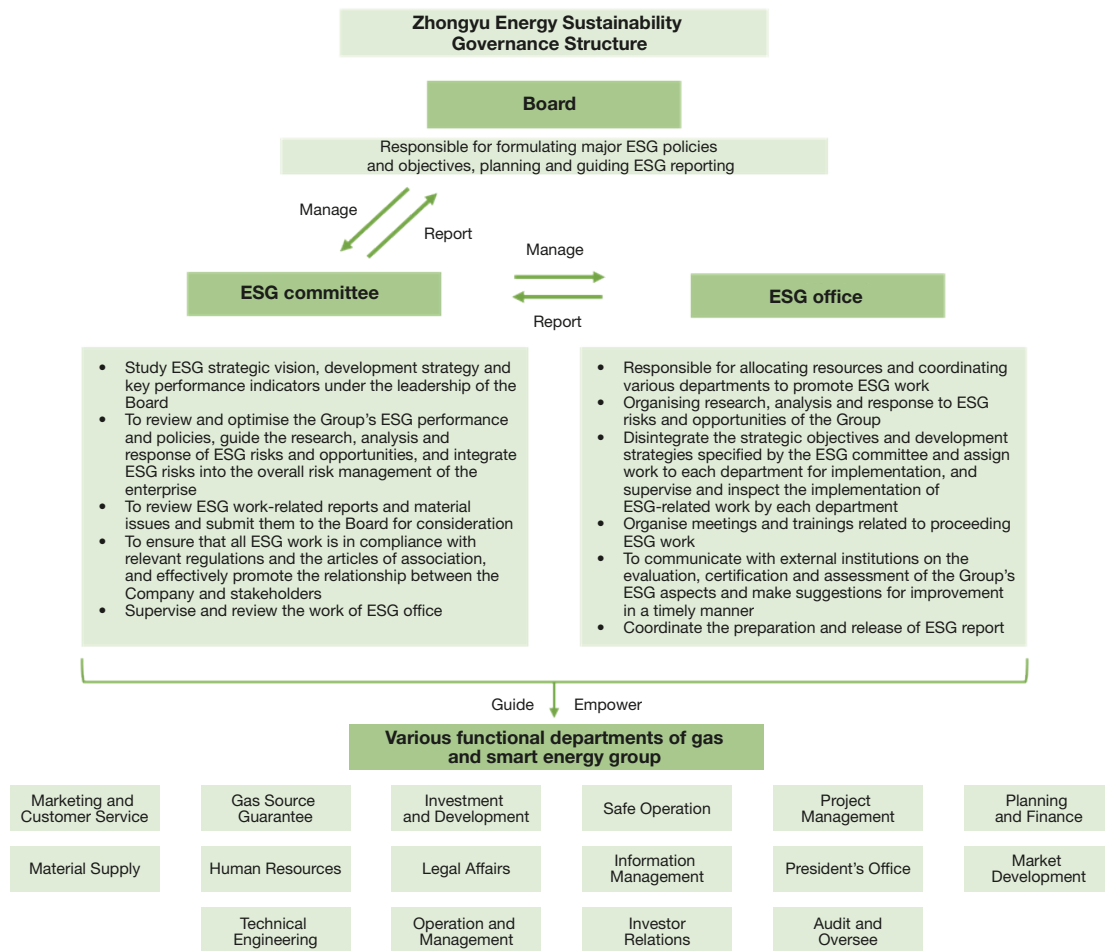 Zhongyu Energy Sustainability
Governance Structure
Board
Responsible for formulating major ESG policies
and objectives, planning and guiding ESG reporting
Manage
Report
Manage
Report
ESG committee
ESG office
• Study ESG strategic vision, development strategy and
key performance indicators under the leadership of the
Board
• To review and optimise the Group's ESG performance
and policies, guide the research, analysis and
response of ESG risks and opportunities, and integrate
ESG risks into the overall risk management of the
enterprise
• To review ESG work-related reports and material
issues and submit them to the Board for consideration
• To ensure that all ESG work is in compliance with
relevant regulations and the articles of association,
and effectively promote the relationship between the
Company and stakeholders
• Supervise and review the work of ESG office
• Responsible for allocating resources and coordinating
various departments to promote ESG work
• Organising research, analysis and response to ESG
risks and opportunities of the Group
• Disintegrate the strategic objectives and development
strategies specified by the ESG committee and assign
work to each department for implementation, and
supervise and inspect the implementation of
ESG-related work by each department
• Organise meetings and trainings related to proceeding
ESG work
• To communicate with external institutions on the
evaluation, certification and assessment of the Group's
ESG aspects and make suggestions for improvement
in a timely manner
• Coordinate the preparation and release of ESG report
Guide Empower
Various functional departments of gas
and smart energy group
Marketing and
Customer Service
Gas Source
Guarantee
Investment
and Development
Safe Operation
Project
Management
Planning
and Finance
Material Supply
Human Resources
Legal Affairs
Information
Management
President's Office
Market
Development
Technical
Engineering
Operation and
Management
Investor
Relations
Audit and
Oversee